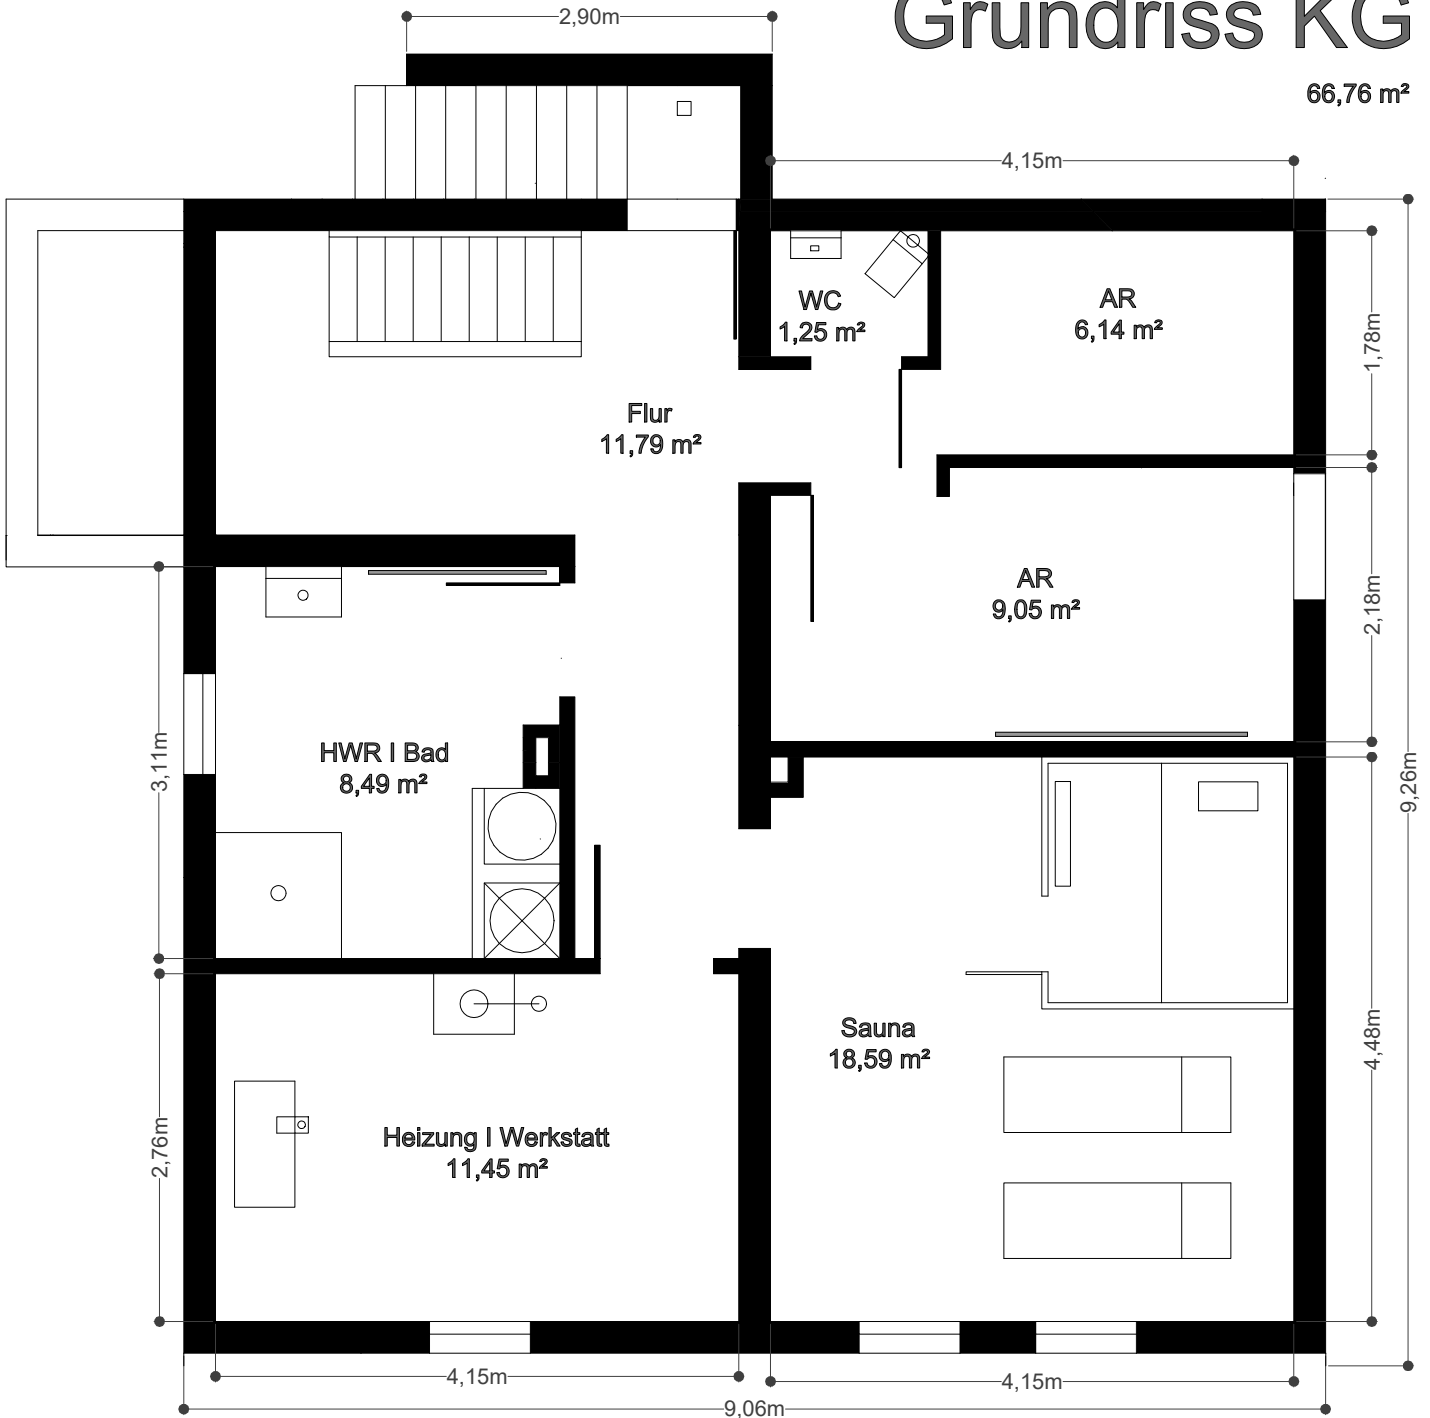 Grundriss KG
66,76 m²
2,90m
4,15m
WC
1,25 m²
AR
6,14 m²
1,78m
Flur
11,79 m²
AR
9,05 m²
2,18m
HWR I Bad
8,49 m²
3,11m
9,26m
Sauna
18,59 m²
4,48m
Heizung I Werkstatt
11,45 m²
2,76m
4,15m
4,15m
9,06m